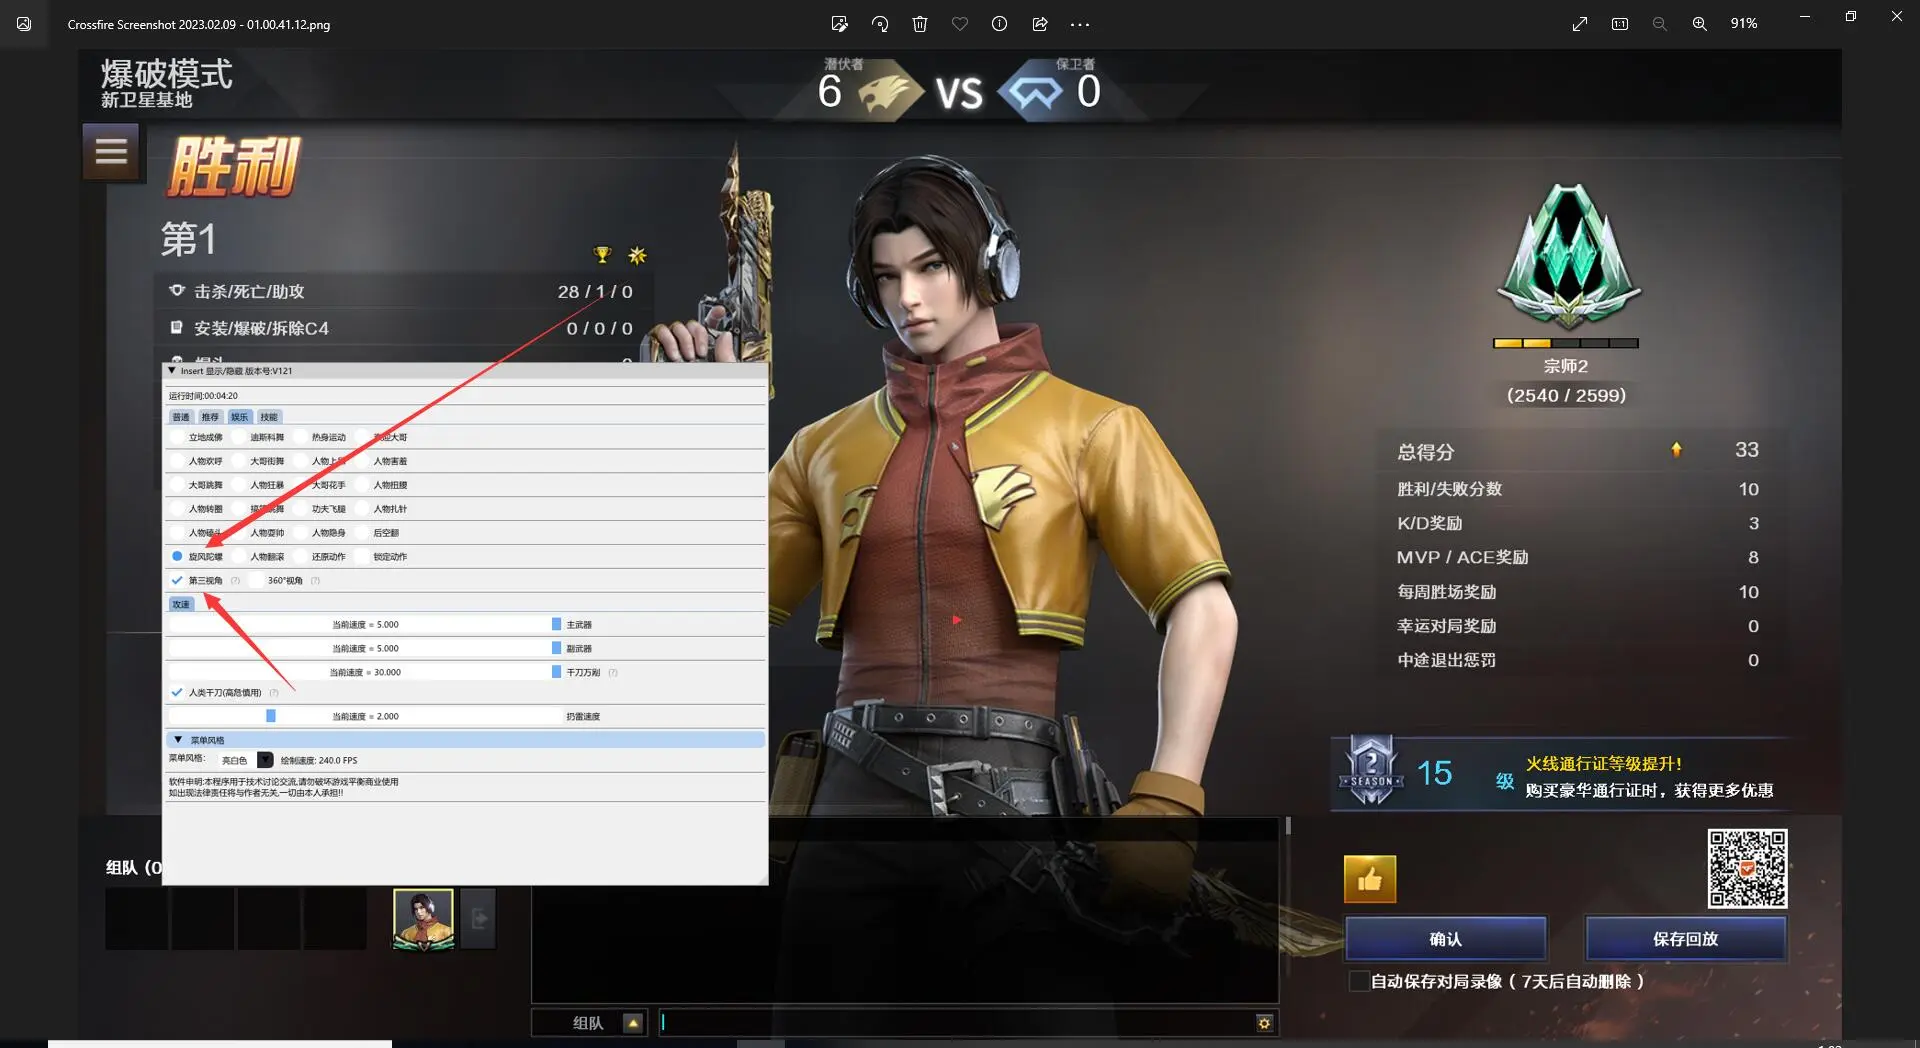 Crossfire Screenshot 2023.02.09 - 01.00.41.12.png
91%
爆破模式
新卫星基地
潜伏者
6
VS
保卫者
0
胜利
第1
击杀/死亡/助攻
28 / 1 / 0
安装/爆破/拆除C4
0 / 0 / 0
Insert 显示/隐藏 版本号:V121
运行时间:00:04:20
普通 推荐 娱乐 技能
立地成佛 迪斯科舞 热身运动 大哥
人物欢呼 大哥街舞 人物上 人物害羞
大哥跳舞 人物狂暴 大哥花手 人物扭腰
人物转圈 跳舞 功夫飞腿 人物扎针
人物磕头 人物耍帅 人物隐身 后空翻
旋风陀螺 人物翻滚 还原动作 锁定动作
第三视角 (?) 360°视角 (?)
攻速
当前速度 = 5.000 主武器
当前速度 = 5.000 副武器
当前速度 = 30.000 千刀万剐 (?)
人类千刀(高危慎用) (?)
当前速度 = 2.000 扔雷速度
菜单风格
菜单风格: 亮白色 绘制速度: 240.0 FPS
软件申明:本程序用于技术讨论交流,请勿破坏游戏平衡商业使用
如出现法律责任将与作者无关,一切由本人承担!!
宗师2
(2540 / 2599)
总得分 33
胜利/失败分数 10
K/D奖励 3
MVP / ACE奖励 8
每周胜场奖励 10
幸运对局奖励 0
中途退出惩罚 0
2
SEASON
15 级
火线通行证等级提升!
购买豪华通行证时，获得更多优惠
组队 (0
确认
保存回放
自动保存对局录像 ( 7天后自动删除 )
组队